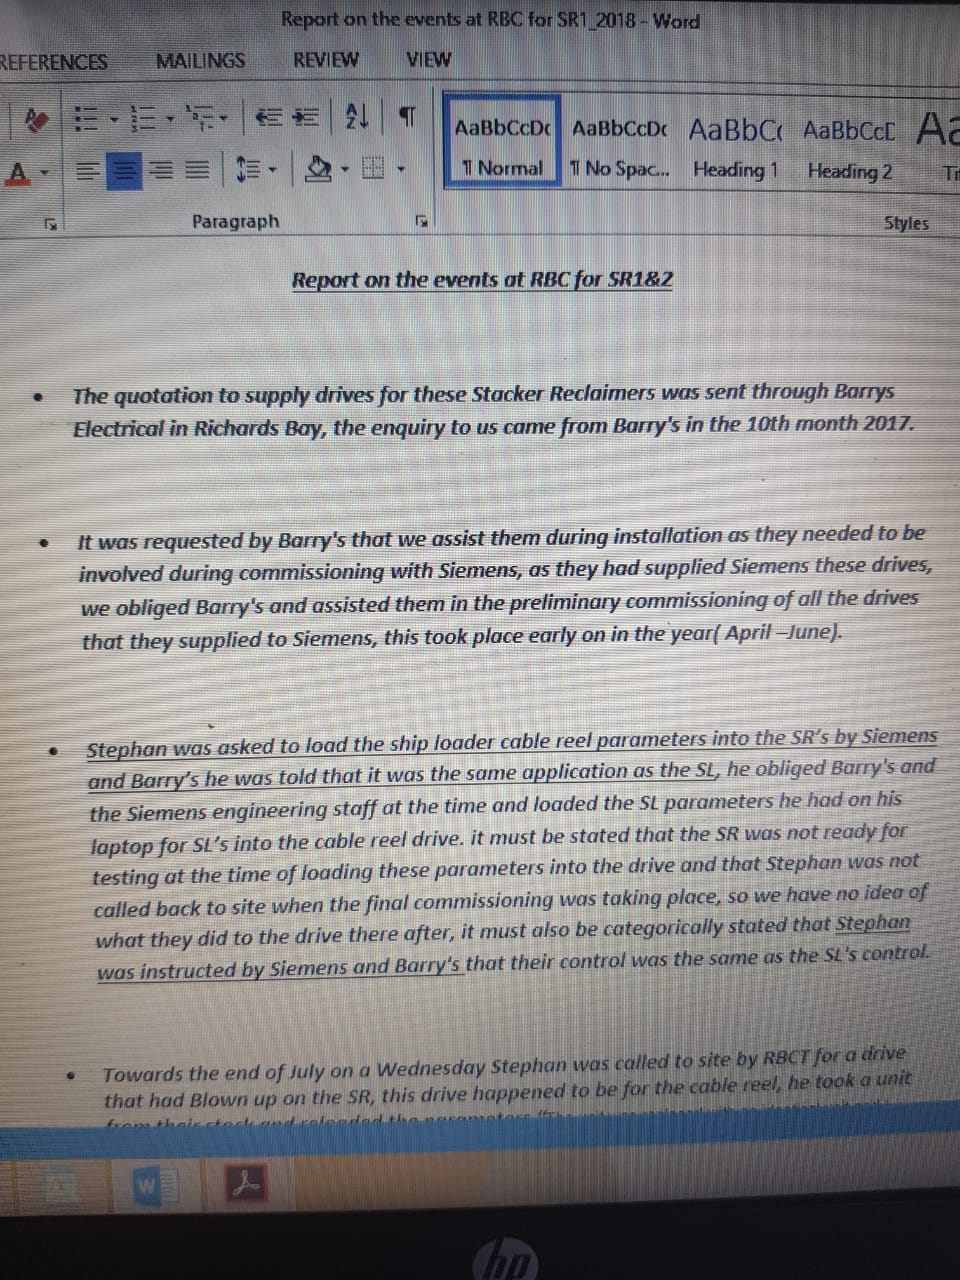 Report on the events at RBC for SR1_2018 - Word
REFERENCES MAILINGS REVIEW VIEW
AaBbCcDc AaBbCcDc AaBbC AaBbCcD Aa
¶ Normal ¶ No Spac... Heading 1 Heading 2
Paragraph
Styles
Report on the events at RBC for SR1&2
• The quotation to supply drives for these Stacker Reclaimers was sent through Barrys
Electrical in Richards Bay, the enquiry to us came from Barry's in the 10th month 2017.
• It was requested by Barry's that we assist them during installation as they needed to be
involved during commissioning with Siemens, as they had supplied Siemens these drives,
we obliged Barry's and assisted them in the preliminary commissioning of all the drives
that they supplied to Siemens, this took place early on in the year( April –June).
• Stephan was asked to load the ship loader cable reel parameters into the SR's by Siemens
and Barry's he was told that it was the same application as the SL, he obliged Barry's and
the Siemens engineering staff at the time and loaded the SL parameters he had on his
laptop for SL's into the cable reel drive. it must be stated that the SR was not ready for
testing at the time of loading these parameters into the drive and that Stephan was not
called back to site when the final commissioning was taking place, so we have no idea of
what they did to the drive there after, it must also be categorically stated that Stephan
was instructed by Siemens and Barry's that their control was the same as the SL's control.
• Towards the end of July on a Wednesday Stephan was called to site by RBCT for a drive
that had Blown up on the SR, this drive happened to be for the cable reel, he took a unit
from their stock and reloaded the parameters
hp